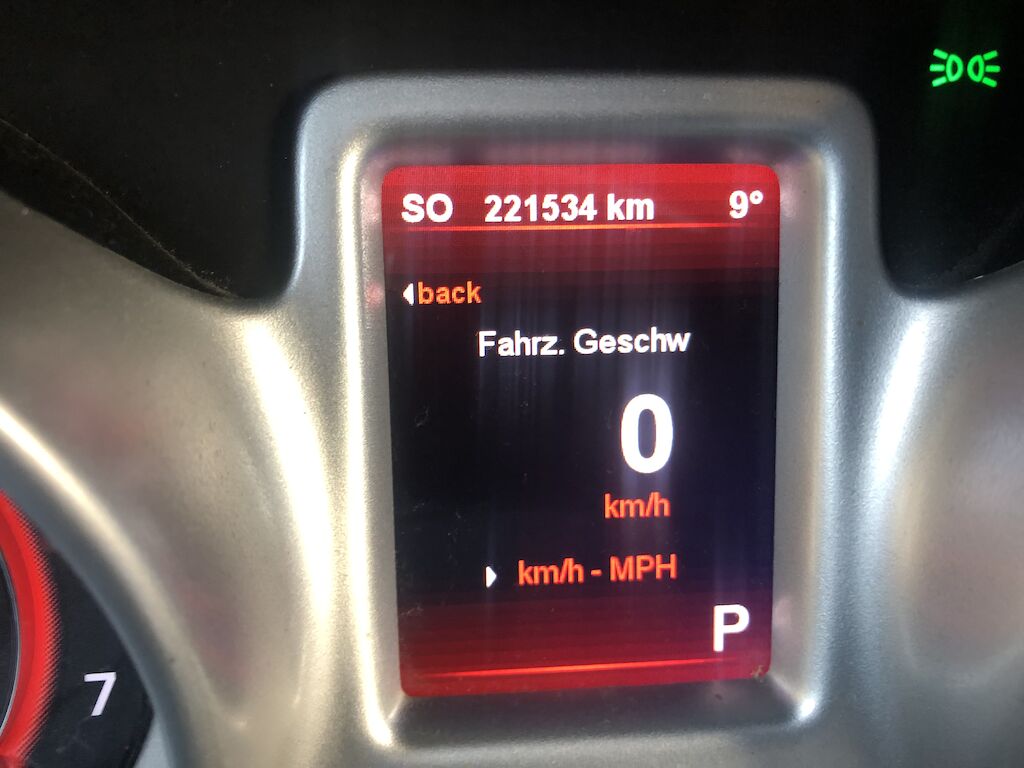 SO 221534 km 9°
back
Fahrz. Geschw
0
km/h
km/h - MPH
P
7